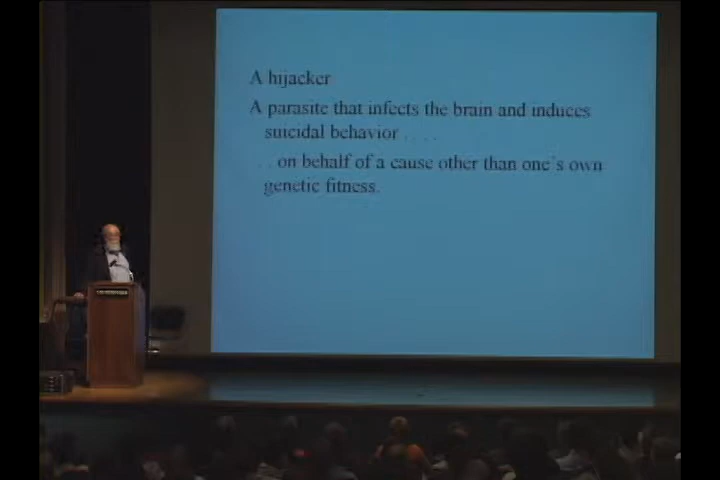 A hijacker
A parasite that infects the brain and induces
suicidal behavior . . . .
. . on behalf of a cause other than one's own
genetic fitness.